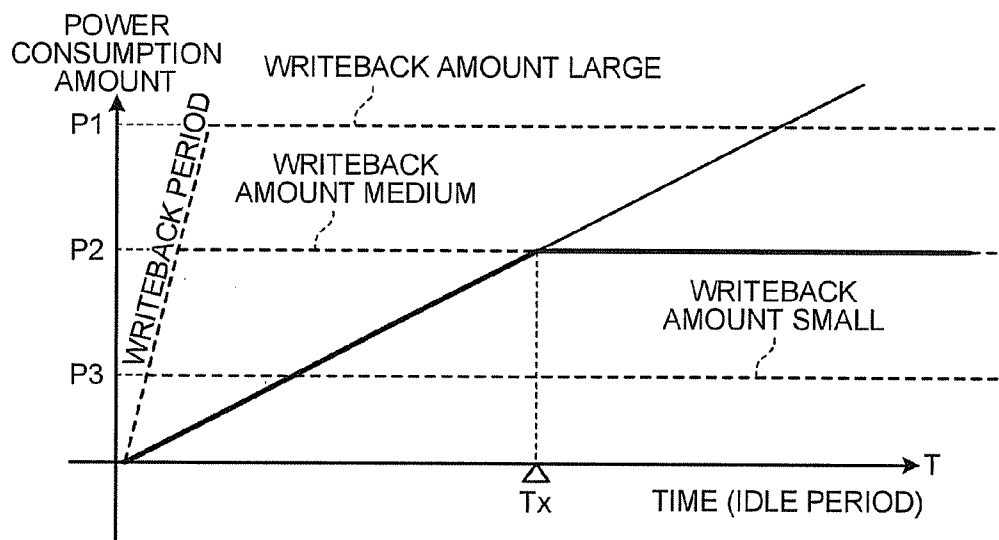 POWER
CONSUMPTION
AMOUNT
WRITEBACK AMOUNT LARGE
P1
WRITEBACK PERIOD
WRITEBACK
AMOUNT MEDIUM
P2
WRITEBACK
AMOUNT SMALL
P3
T
Tx
TIME (IDLE PERIOD)